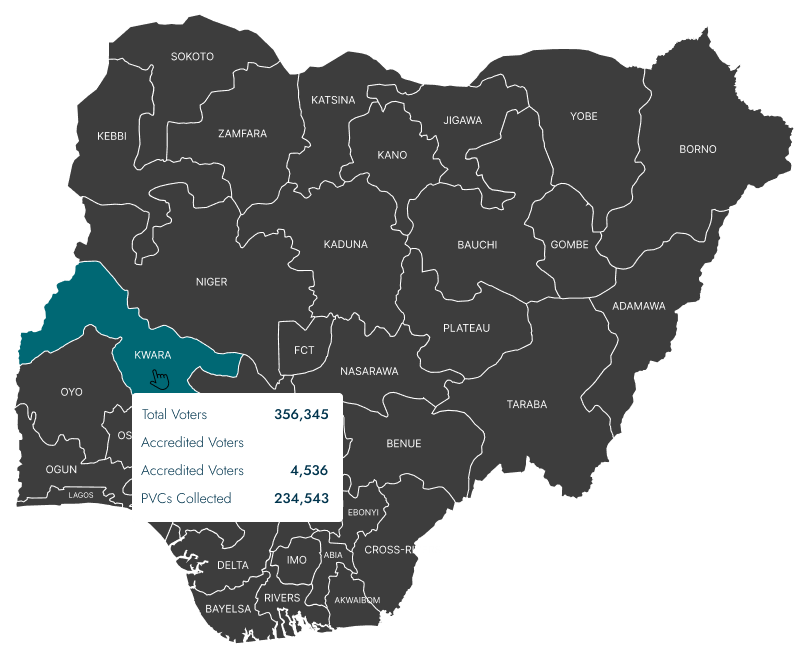 SOKOTO
KATSINA
KEBBI
ZAMFARA
JIGAWA
YOBE
KANO
BORNO
KADUNA
BAUCHI
GOMBE
NIGER
ADAMAWA
PLATEAU
KWARA
FCT
NASARAWA
OYO
TARABA
Total Voters 356,345
Accredited Voters
Accredited Voters 4,536
PVCs Collected 234,543
OS
BENUE
OGUN
LAGOS
EBONYI
CROSS-RI
ABIA
IMO
DELTA
RIVERS
AKWAIBOM
BAYELSA